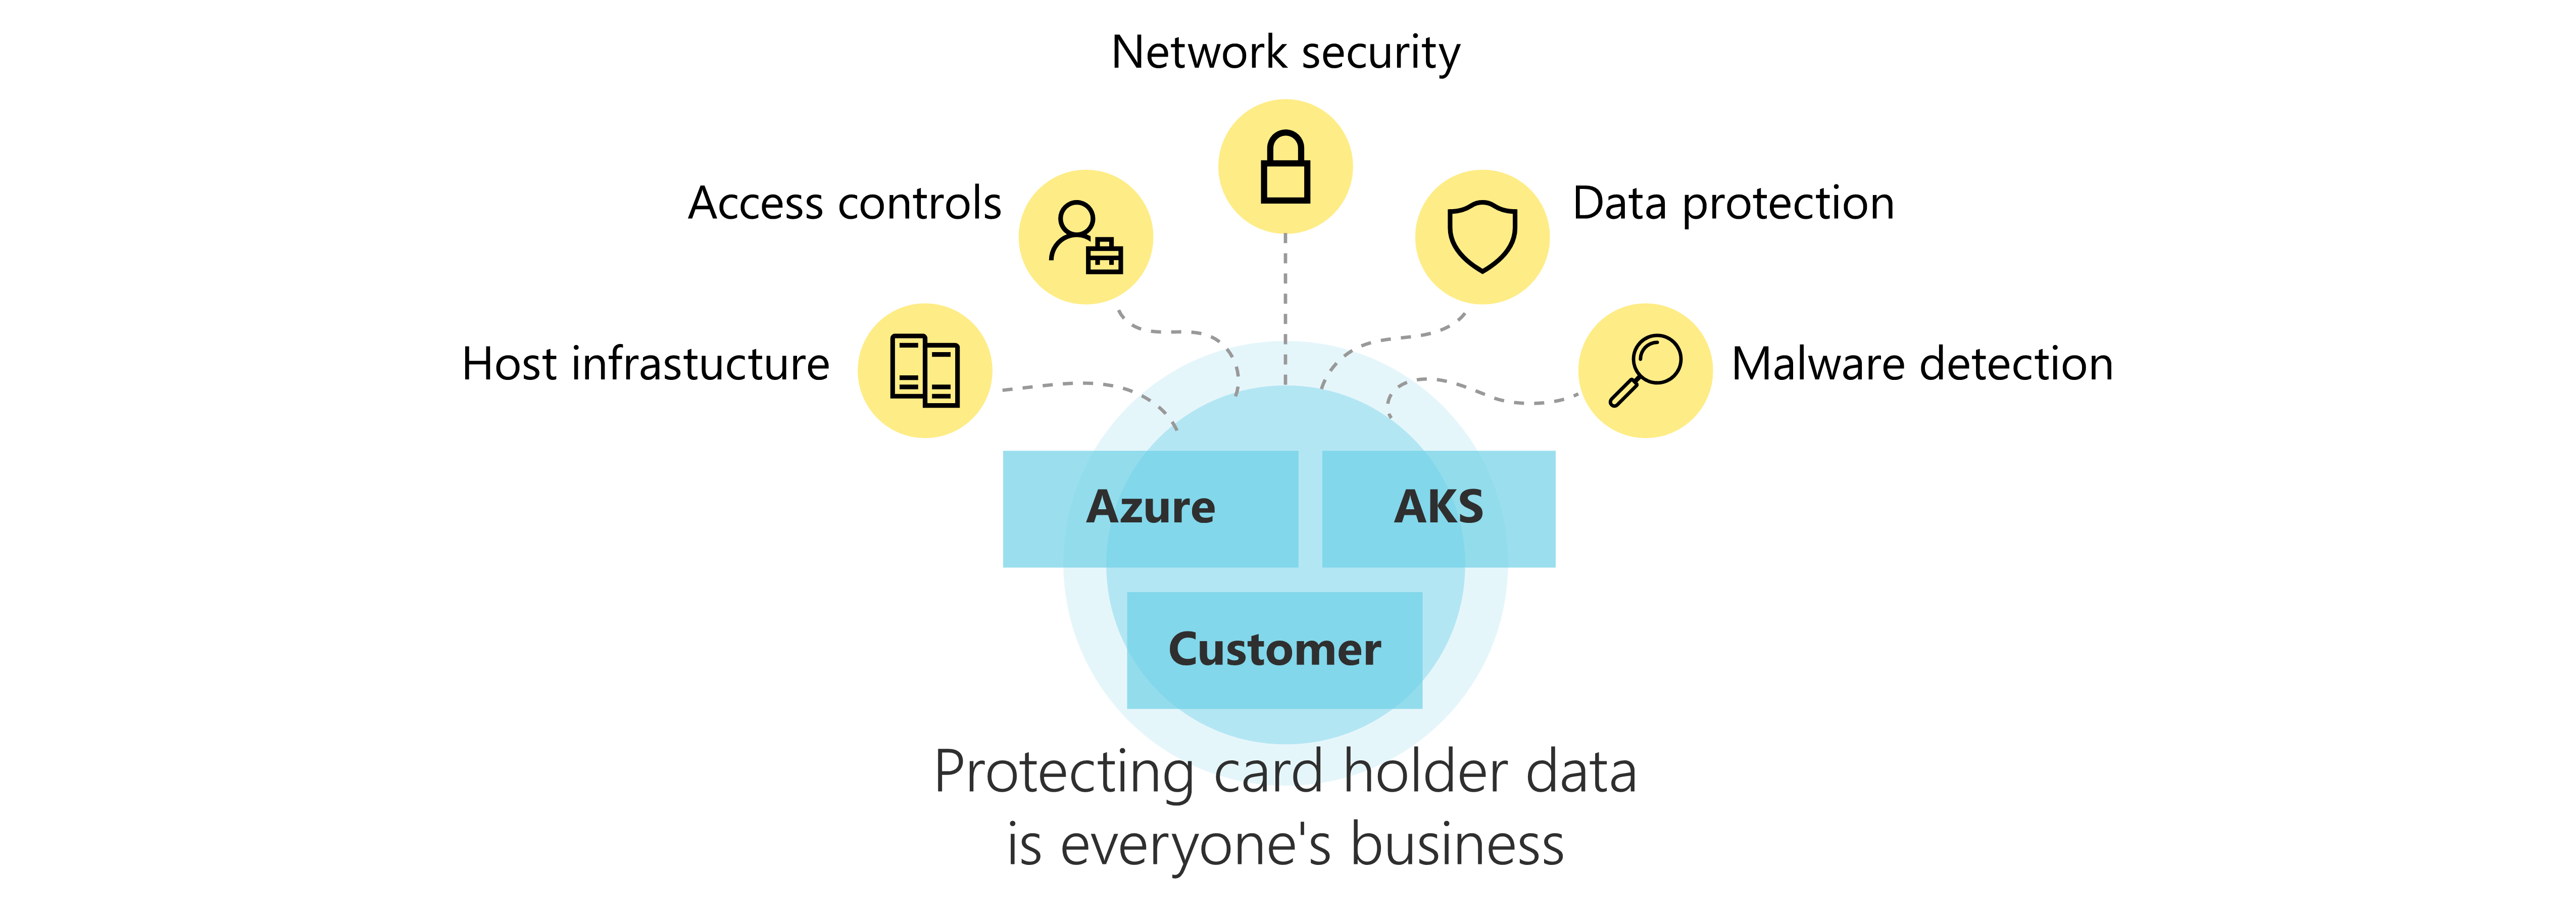 Network security
Access controls
Data protection
Host infrastucture
Malware detection
Azure
AKS
Customer
Protecting card holder data
is everyone's business